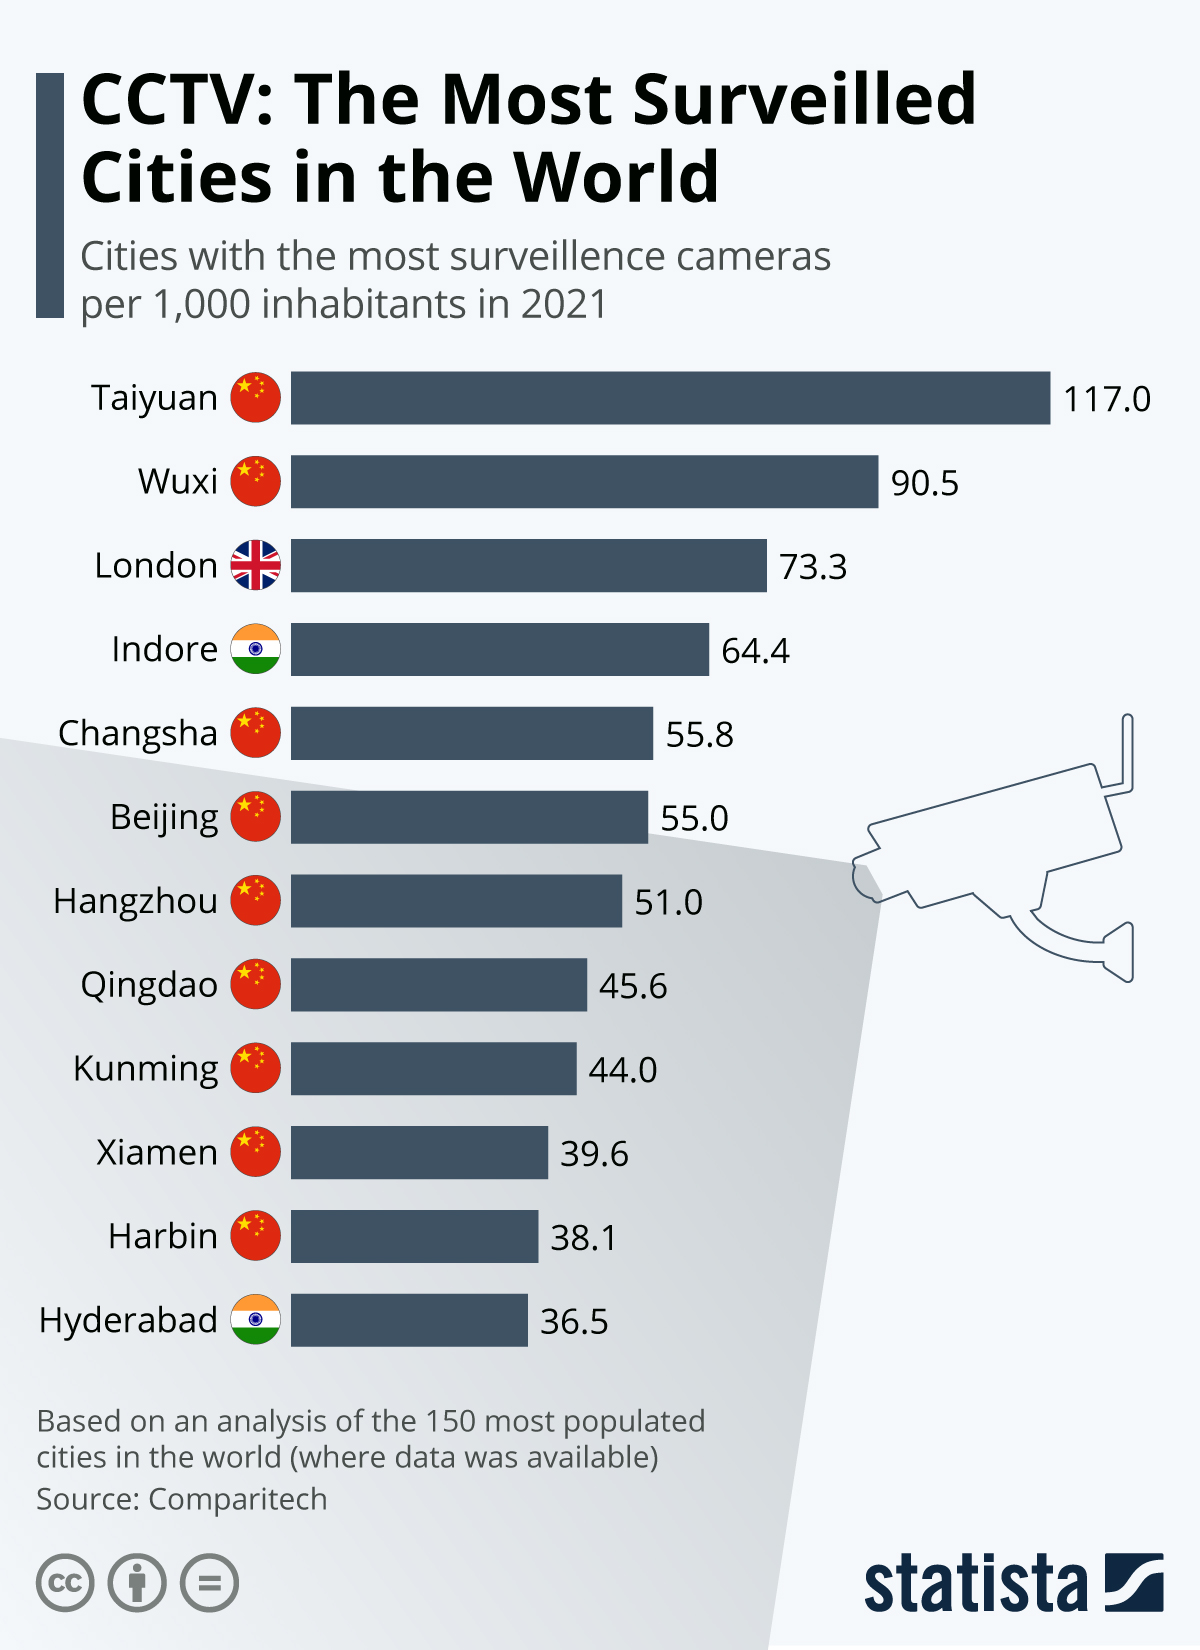 CCTV: The Most Surveilled
Cities in the World
Cities with the most surveillence cameras
per 1,000 inhabitants in 2021
Taiyuan 117.0
Wuxi 90.5
London 73.3
Indore 64.4
Changsha 55.8
Beijing 55.0
Hangzhou 51.0
Qingdao 45.6
Kunming 44.0
Xiamen 39.6
Harbin 38.1
Hyderabad 36.5
Based on an analysis of the 150 most populated
cities in the world (where data was available)
Source: Comparitech
cc =
statista